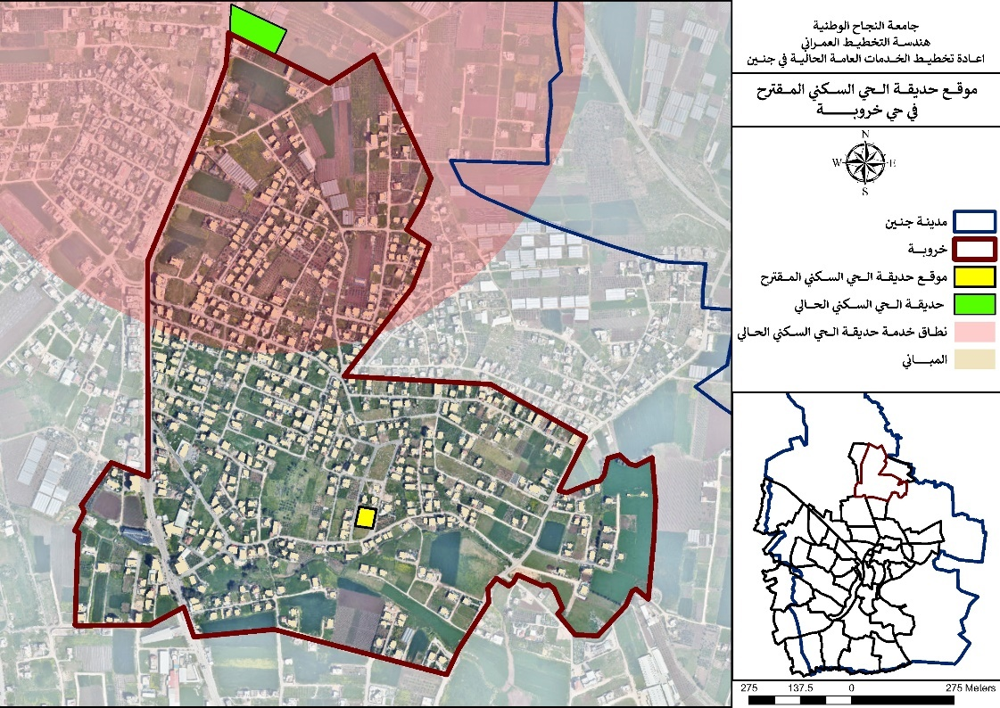 جامعة النجاح الوطنية
هندسة التخطيط العمراني
اعادة تخطيط الخدمات العامة الحالية في جنين
موقع حديقة الحي السكني المقترح
في حي خروبة
N
W E
S
مدينة جنين
خروبة
موقع حديقة الحي السكني المقترح
حديقة الحي السكني الحالي
نطاق خدمة حديقة الحي السكني الحالي
المباني
275 137.5 0 275 Meters